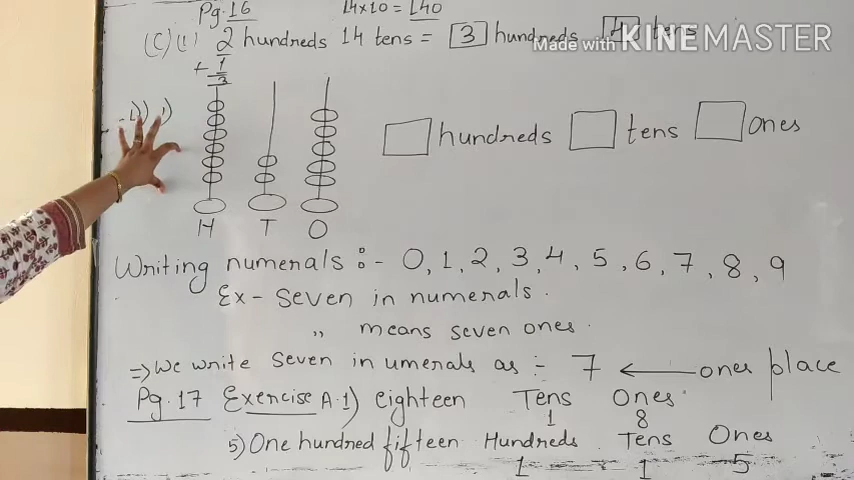 Pg.16 14x10 = 140
(C) (i) 2 hundreds 14 tens = 3 hundreds 4 tens
+ 1
3
Made with KINEMASTER
hundreds tens ones
H T O
Writing numerals :- 0, 1, 2, 3, 4, 5, 6, 7, 8, 9
Ex- Seven in numerals.
,, means seven ones.
=> We write seven in umerals as :- 7 ← ones place
Pg.17 Exercise A.1) eighteen Tens Ones
1 8
5) One hundred fifteen Hundreds Tens Ones
1 1 5